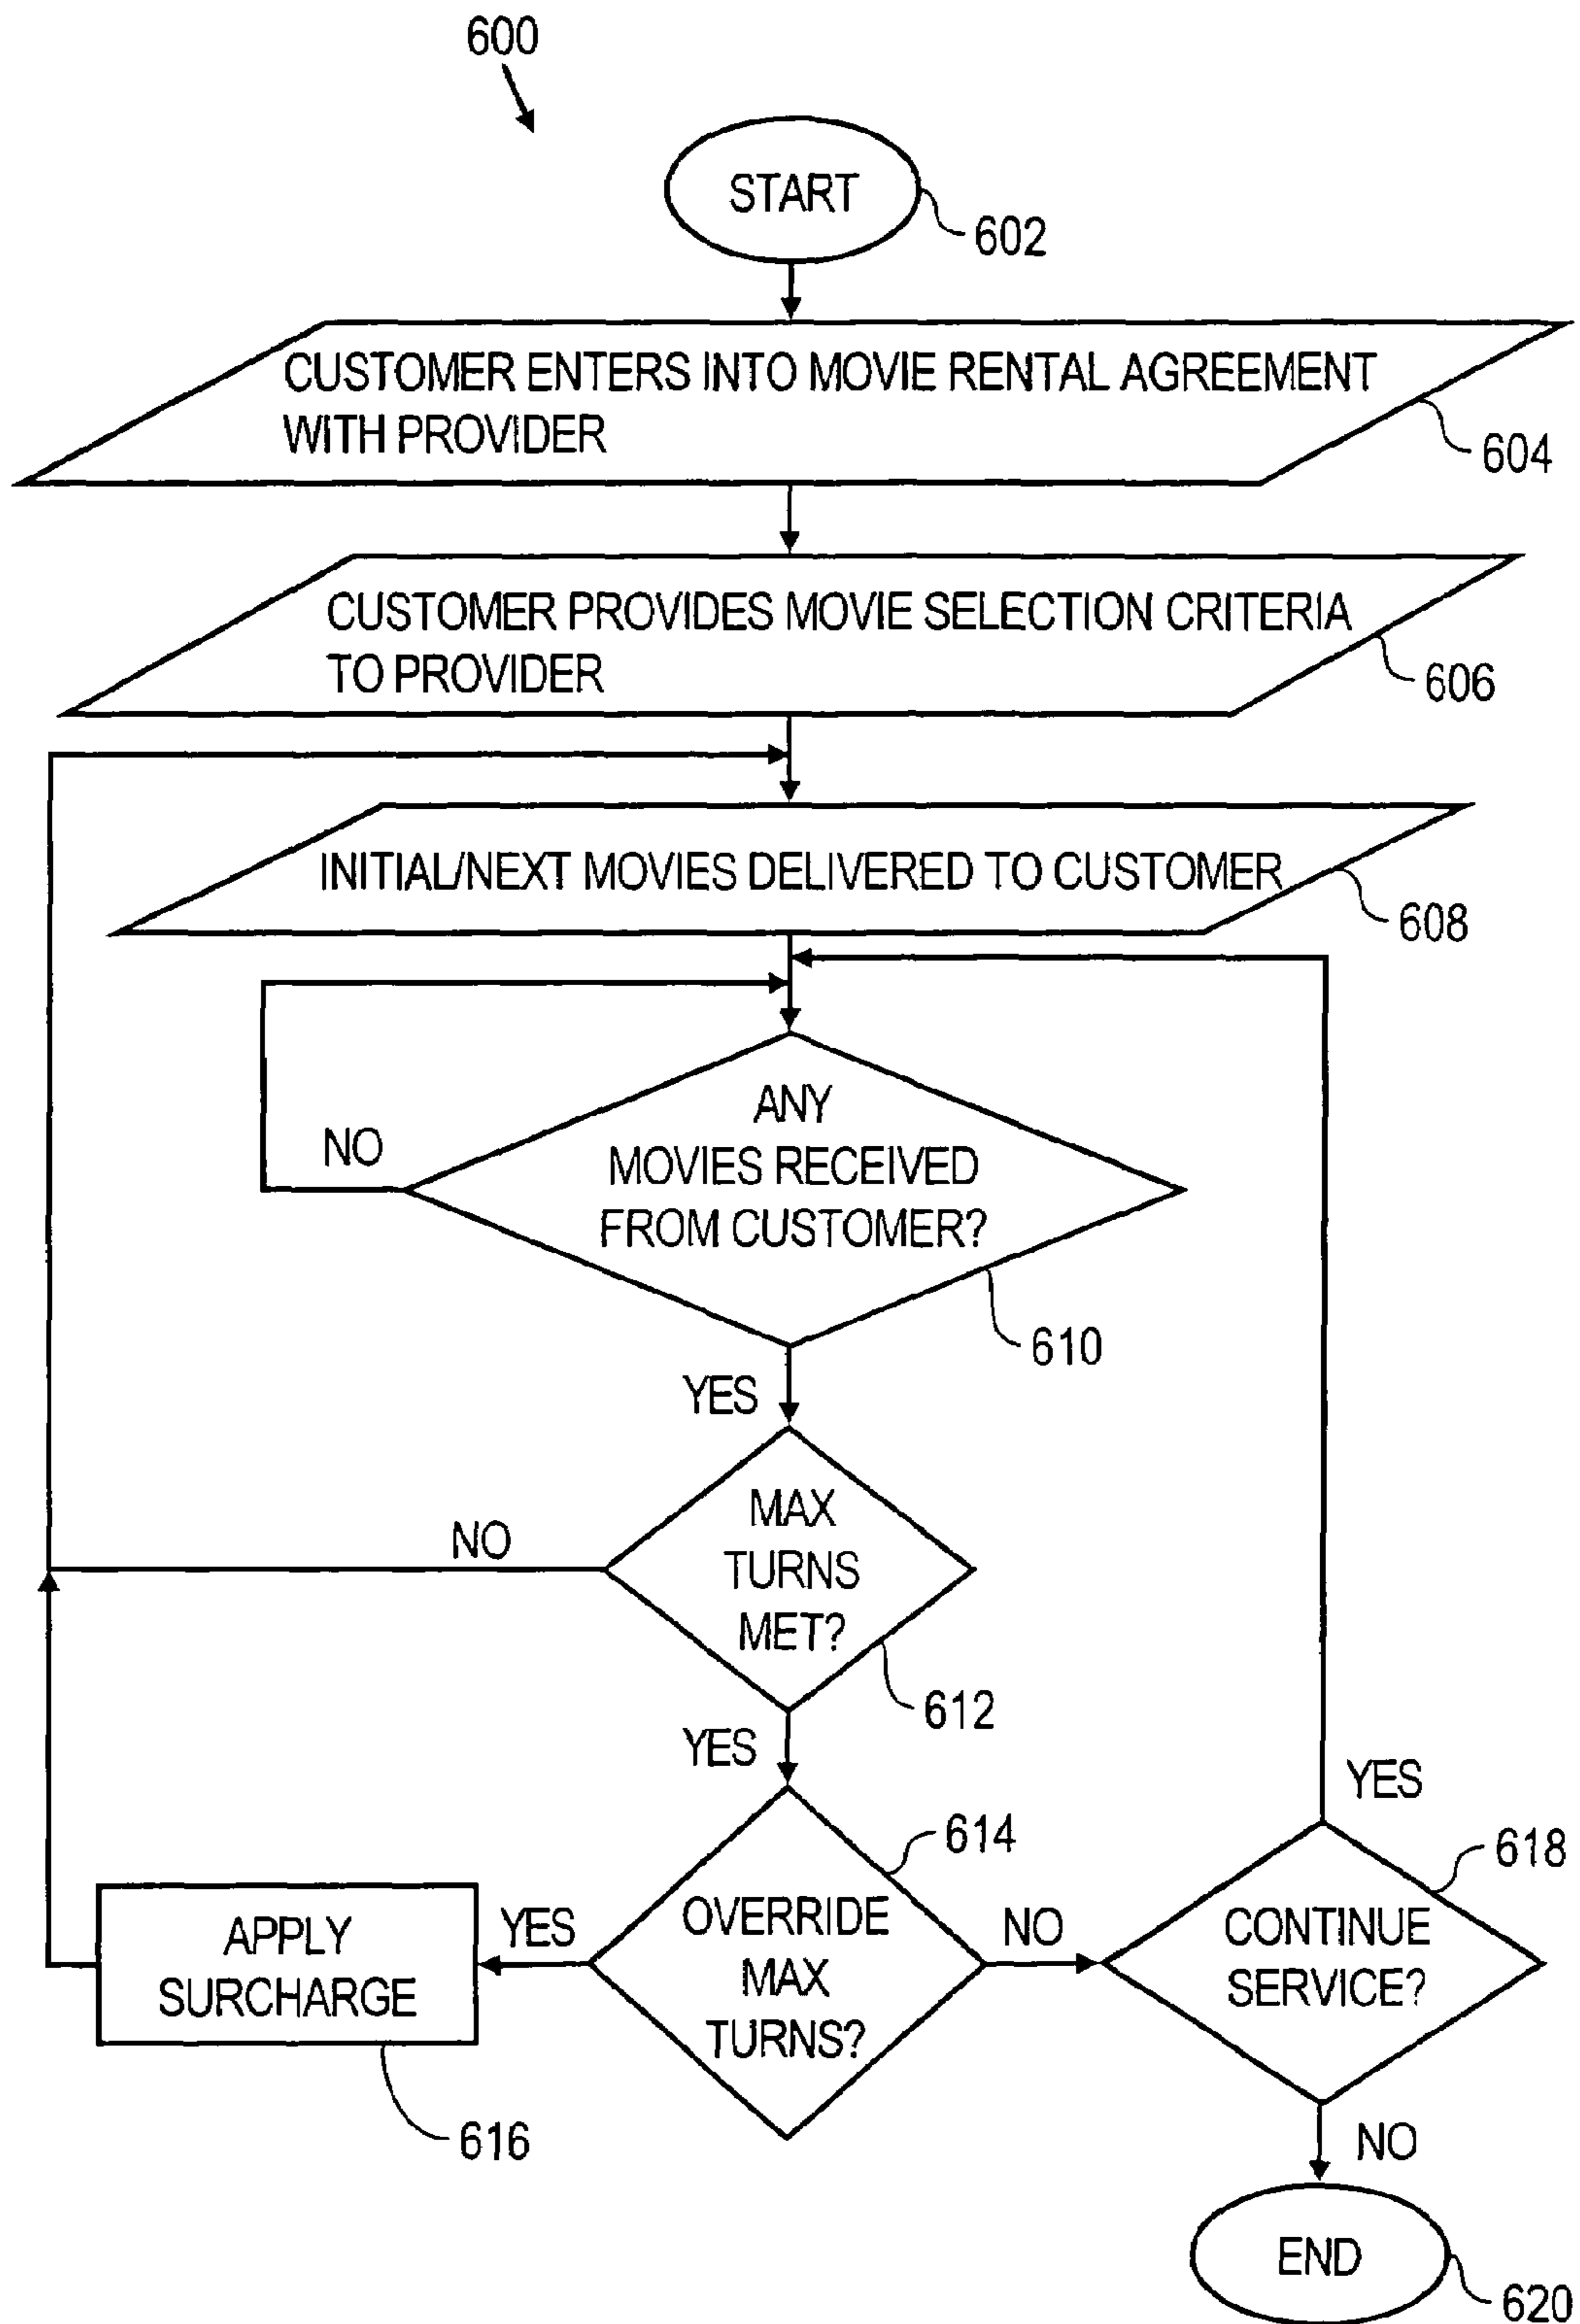 600
START
602
CUSTOMER ENTERS INTO MOVIE RENTAL AGREEMENT
WITH PROVIDER
604
CUSTOMER PROVIDES MOVIE SELECTION CRITERIA
TO PROVIDER
606
INITIAL/NEXT MOVIES DELIVERED TO CUSTOMER
608
ANY
MOVIES RECEIVED
FROM CUSTOMER?
NO
610
YES
MAX
TURNS
MET?
NO
612
YES
614
OVERRIDE
MAX
TURNS?
YES
APPLY
SURCHARGE
616
NO
YES
618
CONTINUE
SERVICE?
NO
END
620